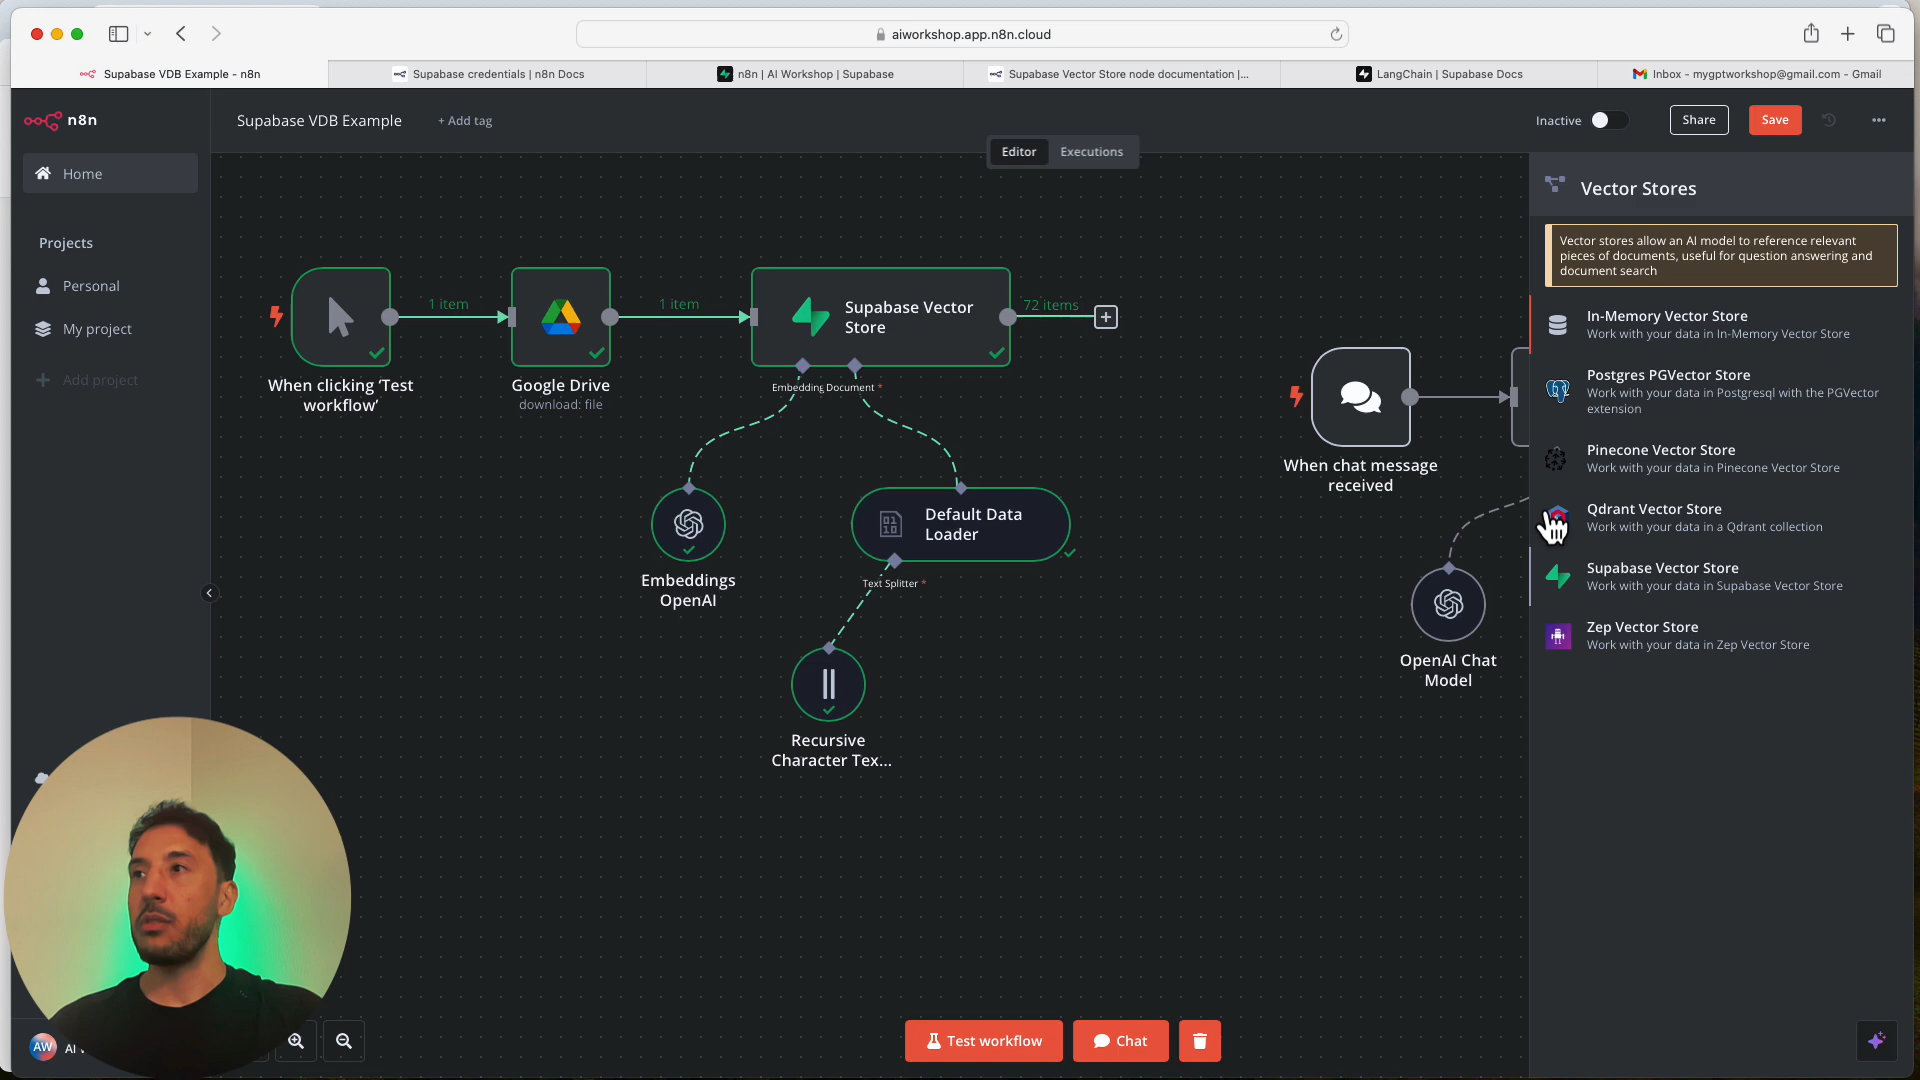 aiworkshop.app.n8n.cloud
Supabase VDB Example - n8n
Supabase credentials | n8n Docs
n8n | AI Workshop | Supabase
Supabase Vector Store node documentation |...
LangChain | Supabase Docs
Inbox - mygptworkshop@gmail.com - Gmail
n8n
Supabase VDB Example
+ Add tag
Inactive
Share
Save
Editor
Executions
Home
Projects
Personal
My project
Add project
Vector Stores
Vector stores allow an AI model to reference relevant
pieces of documents, useful for question answering and
document search
In-Memory Vector Store
Work with your data in In-Memory Vector Store
Postgres PGVector Store
Work with your data in Postgresql with the PGVector
extension
Pinecone Vector Store
Work with your data in Pinecone Vector Store
Qdrant Vector Store
Work with your data in a Qdrant collection
Supabase Vector Store
Work with your data in Supabase Vector Store
Zep Vector Store
Work with your data in Zep Vector Store
1 item
1 item
72 items
Supabase Vector
Store
When clicking ‘Test
workflow’
Google Drive
download: file
Embedding
Document *
Default Data
Loader
Text Splitter *
Embeddings
OpenAI
Recursive
Character Tex...
When chat message
received
OpenAI Chat
Model
Test workflow
Chat
AW